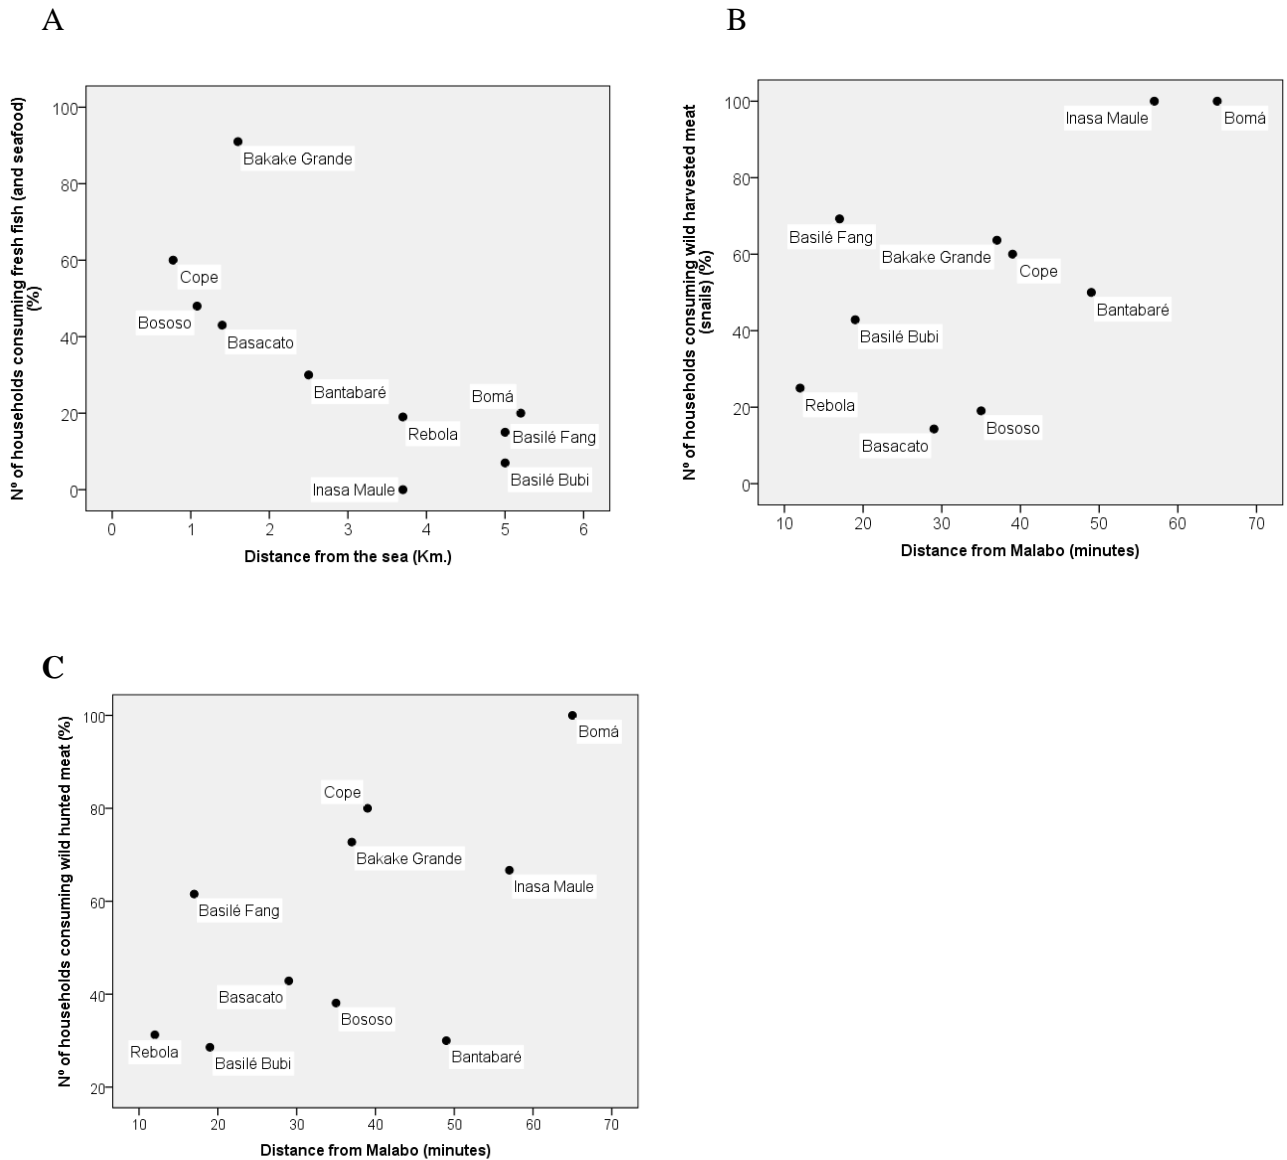 A
B
Nº of households consuming fresh fish (and seafood)
(%)
100
80
60
40
20
0
Bakake Grande
Cope
Bososo
Basacato
Bantabaré
Bomá
Rebola
Basilé Fang
Basilé Bubi
Inasa Maule
0 1 2 3 4 5 6
Distance from the sea (Km.)
Nº of households consuming wild harvested meat
(snails) (%)
100
80
60
40
20
0
Inasa Maule
Bomá
Basilé Fang
Bakake Grande
Cope
Bantabaré
Basilé Bubi
Rebola
Bososo
Basacato
10 20 30 40 50 60 70
Distance from Malabo (minutes)
C
Nº of households consuming wild hunted meat (%)
100
80
60
40
20
Bomá
Cope
Bakake Grande
Inasa Maule
Basilé Fang
Basacato
Bososo
Rebola
Basilé Bubi
Bantabaré
10 20 30 40 50 60 70
Distance from Malabo (minutes)